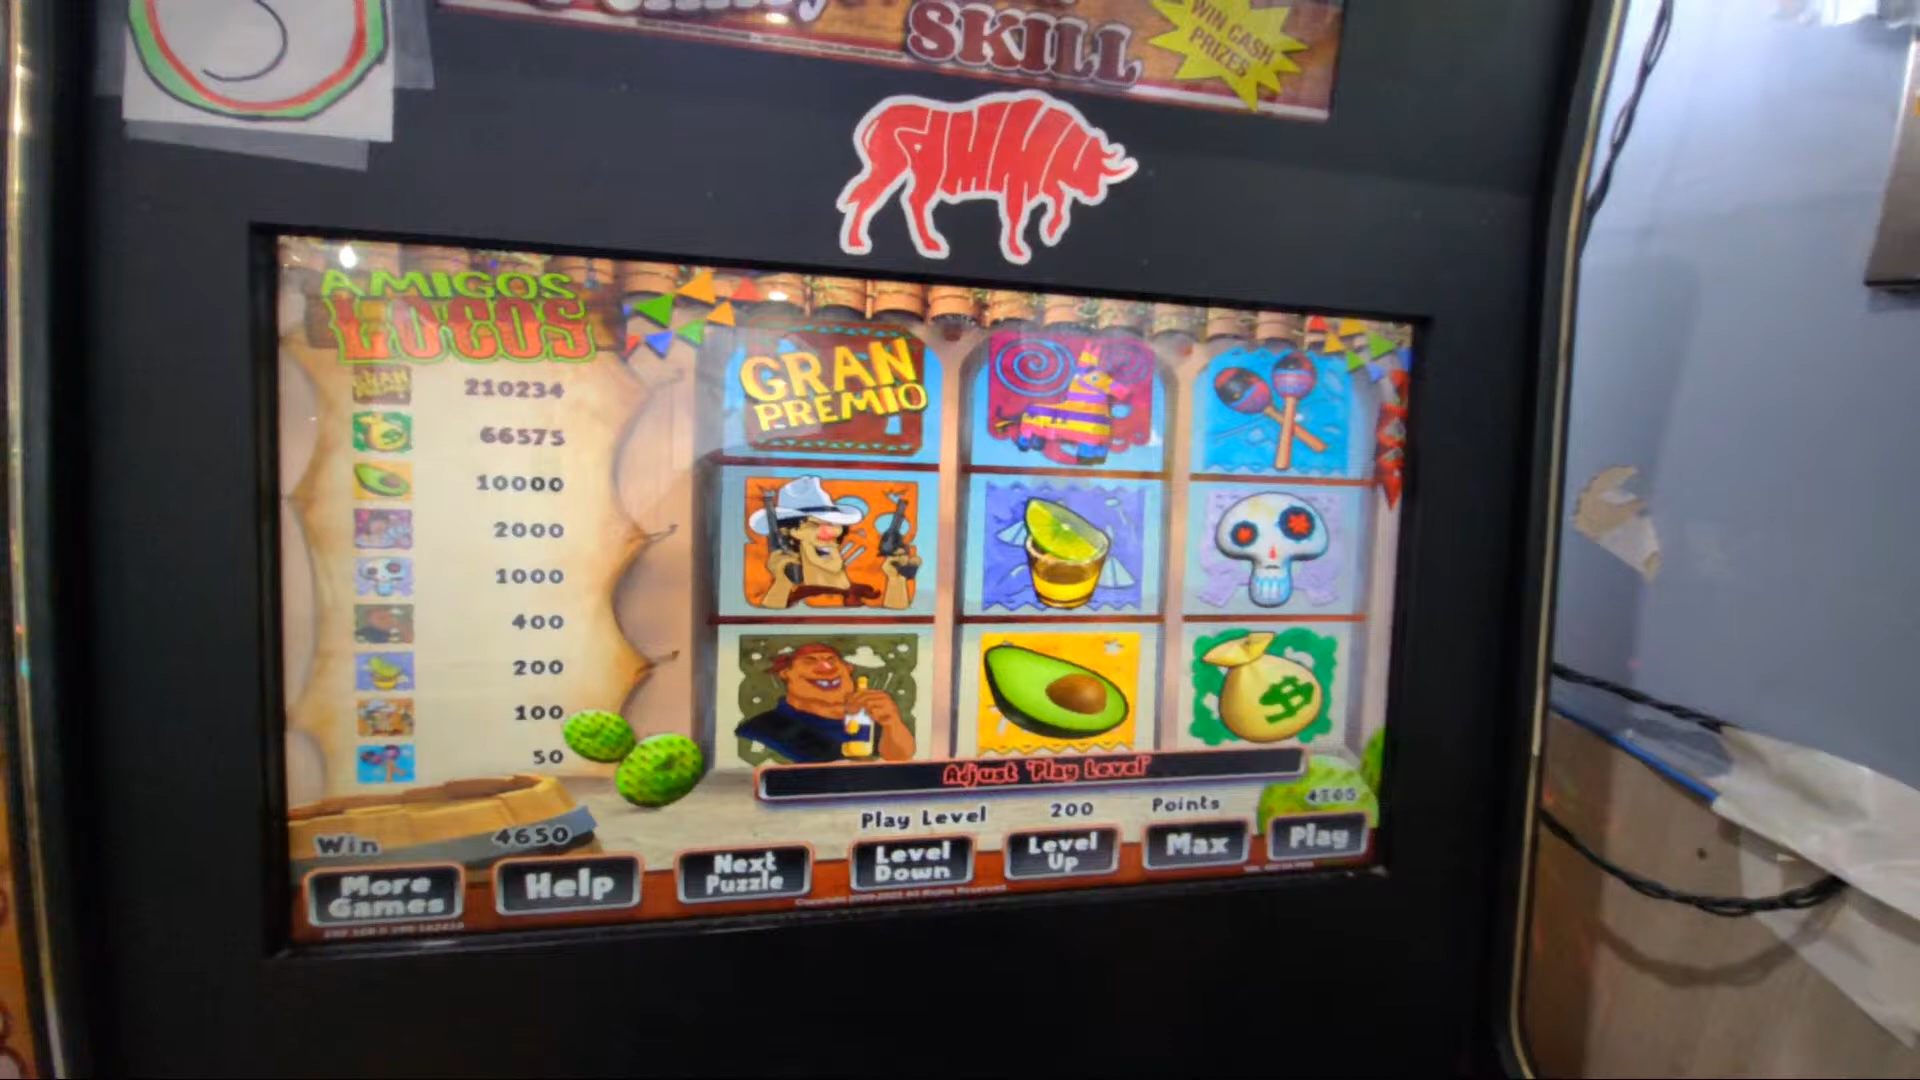 SKILL
WIN CASH
PRIZES
SAMMY
AMIGOS
LOCOS
210234
66575
10000
2000
1000
400
200
100
50
GRAN
PREMIO
Adjust 'Play Level'
Play Level 200 Points
Win 4650
More
Games
Help
Next
Puzzle
Level
Down
Level
Up
Max
Play